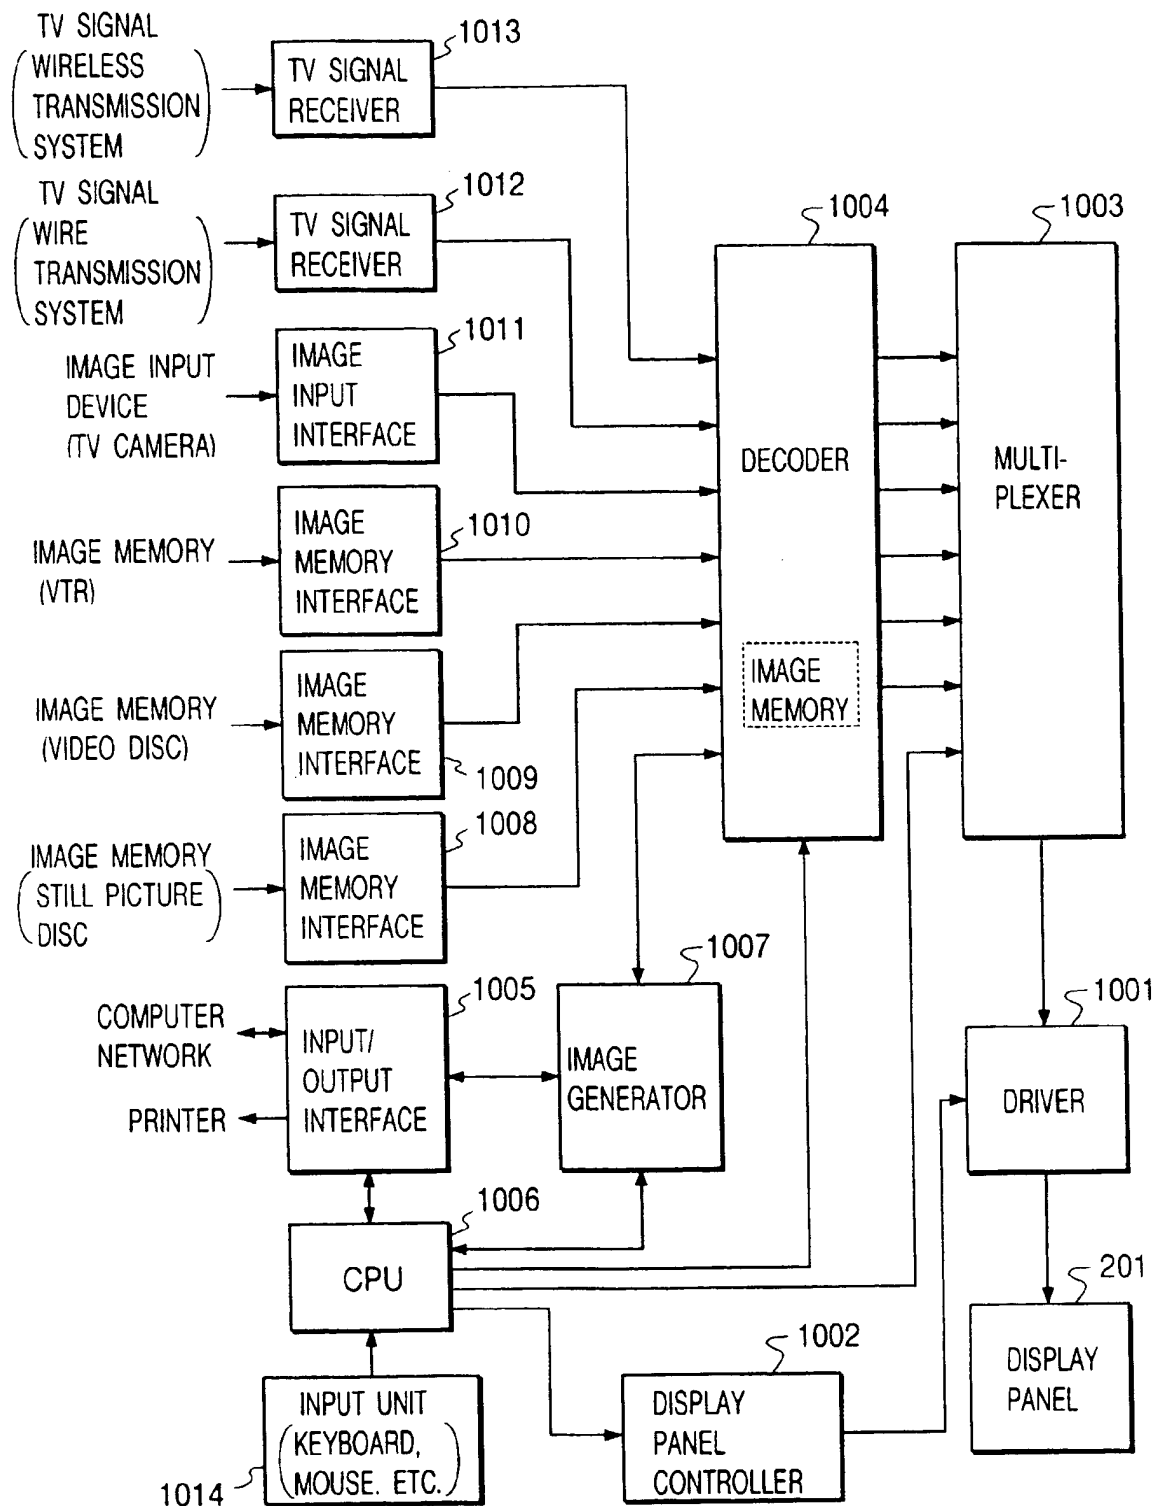 TV SIGNAL
WIRELESS
TRANSMISSION
SYSTEM
1013
TV SIGNAL
RECEIVER
TV SIGNAL
WIRE
TRANSMISSION
SYSTEM
1012
TV SIGNAL
RECEIVER
IMAGE INPUT
DEVICE
(TV CAMERA)
1011
IMAGE
INPUT
INTERFACE
IMAGE MEMORY
(VTR)
1010
IMAGE
MEMORY
INTERFACE
IMAGE MEMORY
(VIDEO DISC)
IMAGE
MEMORY
INTERFACE
1009
IMAGE MEMORY
STILL PICTURE
DISC
1008
IMAGE
MEMORY
INTERFACE
1004
DECODER
IMAGE
MEMORY
1003
MULTI-
PLEXER
COMPUTER
NETWORK
PRINTER
1005
INPUT/
OUTPUT
INTERFACE
1007
IMAGE
GENERATOR
1001
DRIVER
1006
CPU
201
DISPLAY
PANEL
1002
DISPLAY
PANEL
CONTROLLER
INPUT UNIT
KEYBOARD,
MOUSE. ETC.
1014